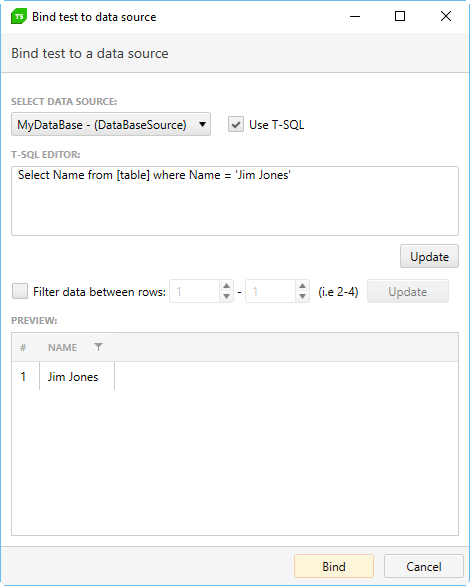 TS Bind test to data source
Bind test to a data source
SELECT DATA SOURCE:
MyDataBase - (DataBaseSource) Use T-SQL
T-SQL EDITOR:
Select Name from [table] where Name = 'Jim Jones'
Update
Filter data between rows: 1 - 1 (i.e 2-4) Update
PREVIEW:
# NAME
1 Jim Jones
Bind Cancel